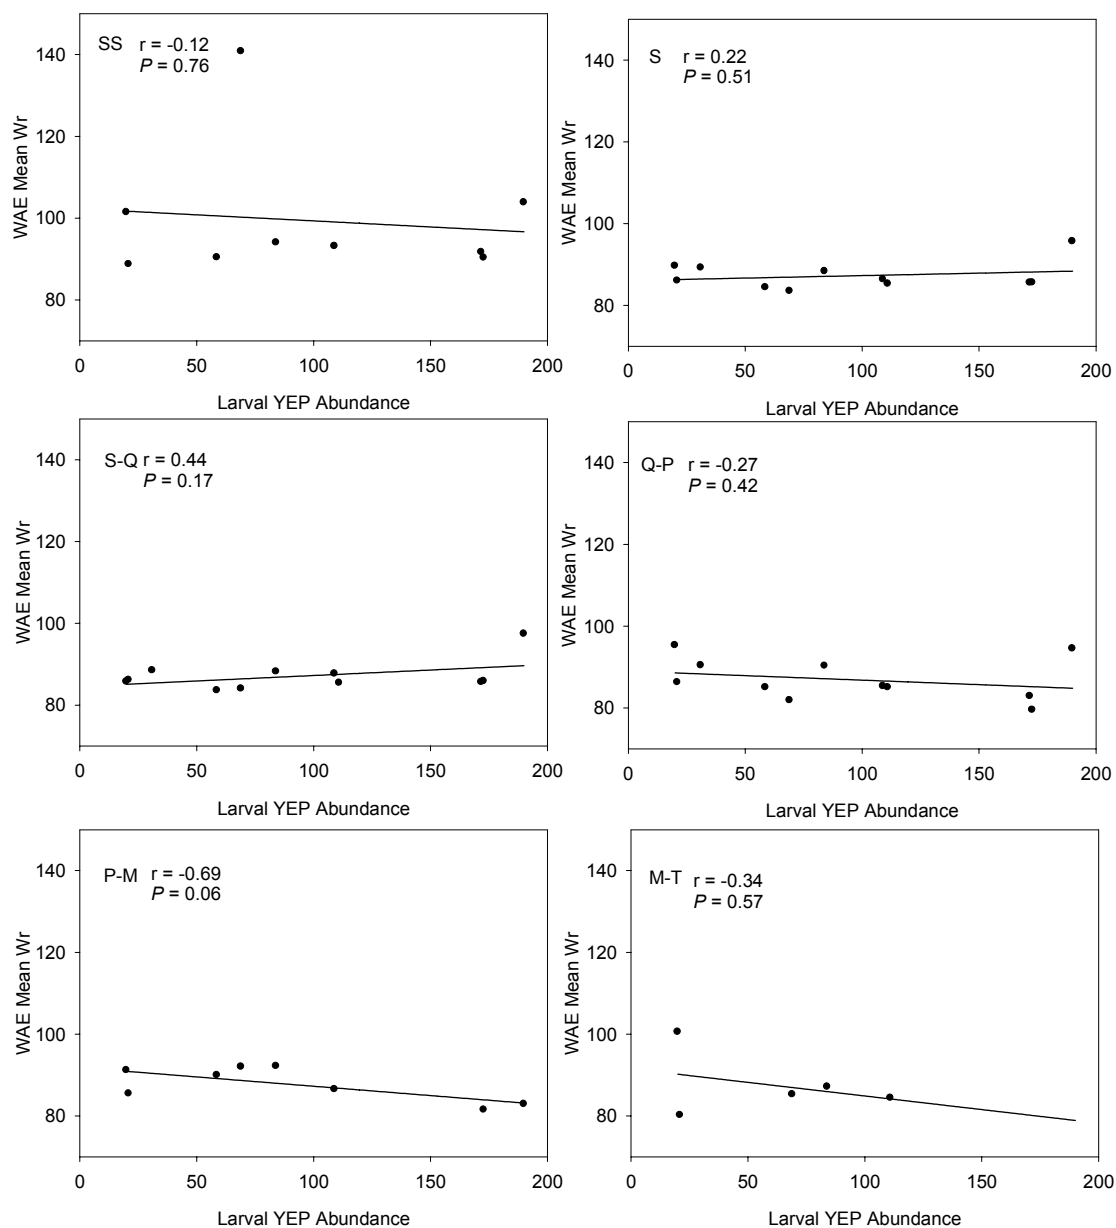 SS r = -0.12
P = 0.76
140
120
100
80
WAE Mean Wr
0 50 100 150 200
Larval YEP Abundance
S r = 0.22
P = 0.51
140
120
100
80
WAE Mean Wr
0 50 100 150 200
Larval YEP Abundance
S-Q r = 0.44
P = 0.17
140
120
100
80
WAE Mean Wr
0 50 100 150 200
Larval YEP Abundance
Q-P r = -0.27
P = 0.42
140
120
100
80
WAE Mean Wr
0 50 100 150 200
Larval YEP Abundance
P-M r = -0.69
P = 0.06
140
120
100
80
WAE Mean Wr
0 50 100 150 200
Larval YEP Abundance
M-T r = -0.34
P = 0.57
140
120
100
80
WAE Mean Wr
0 50 100 150 200
Larval YEP Abundance